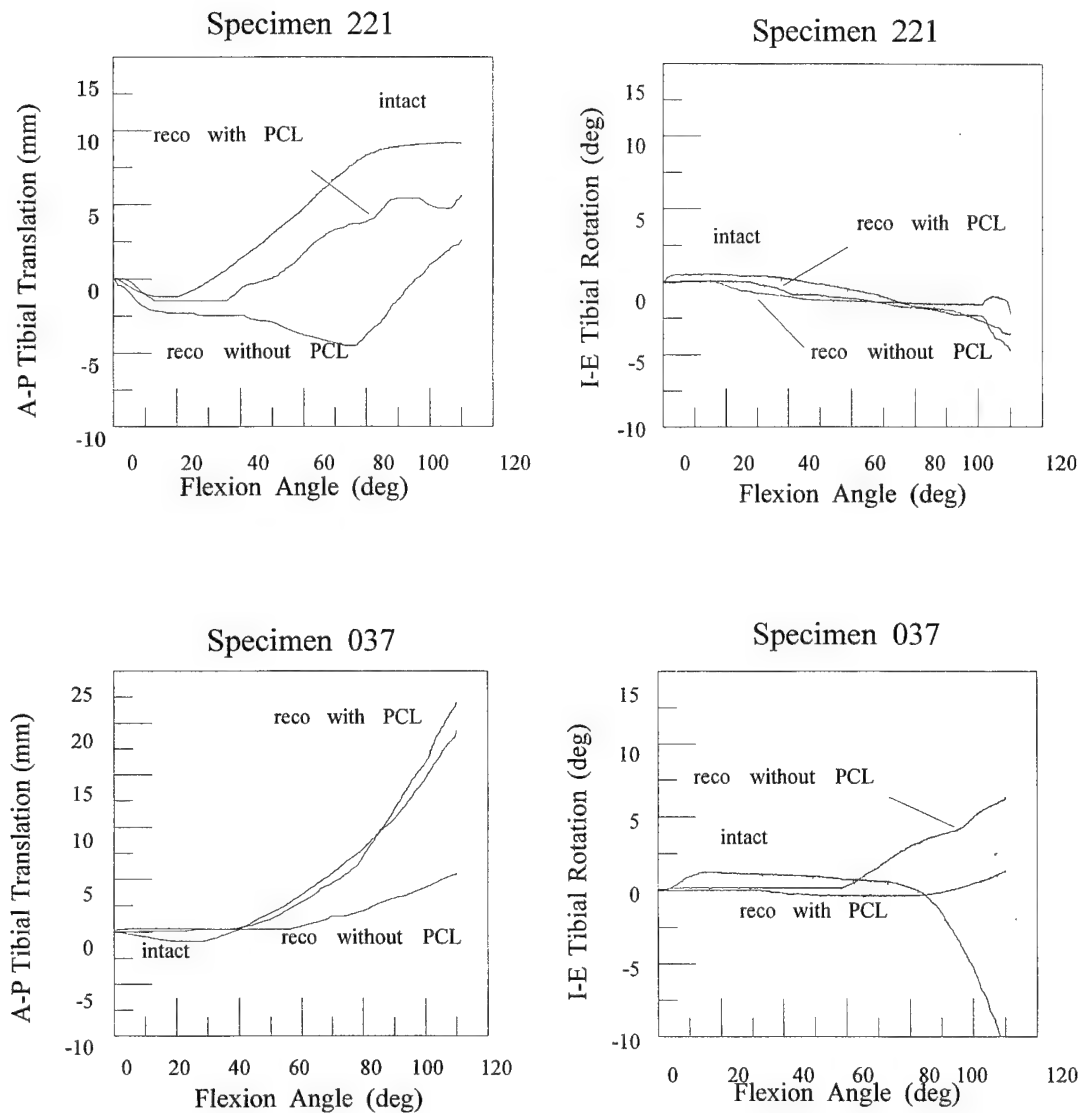 Specimen 221
A-P Tibial Translation (mm)
15
10
5
0
-5
-10
intact
reco with PCL
reco without PCL
0 20 40 60 80 100 120
Flexion Angle (deg)
Specimen 221
I-E Tibial Rotation (deg)
15
10
5
0
-5
-10
intact
reco with PCL
reco without PCL
0 20 40 60 80 100 120
Flexion Angle (deg)
Specimen 037
A-P Tibial Translation (mm)
25
20
10
5
0
-5
-10
reco with PCL
reco without PCL
intact
0 20 40 60 80 100 120
Flexion Angle (deg)
Specimen 037
I-E Tibial Rotation (deg)
15
10
5
0
-5
-10
reco without PCL
intact
reco with PCL
0 20 40 60 80 100 120
Flexion Angle (deg)